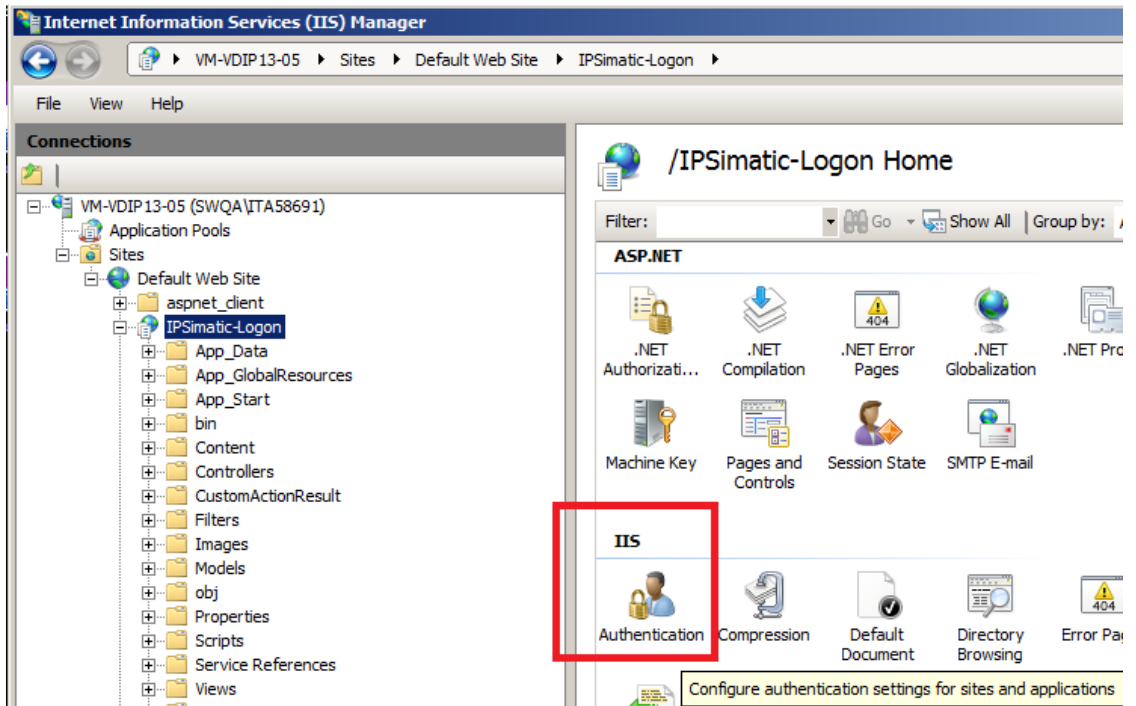 Internet Information Services (IIS) Manager
VM-VDIP13-05 Sites Default Web Site IPSimatic-Logon
File View Help
Connections
VM-VDIP13-05 (SWQA\ITA58691)
Application Pools
Sites
Default Web Site
aspnet_client
IPSimatic-Logon
App_Data
App_GlobalResources
App_Start
bin
Content
Controllers
CustomActionResult
Filters
Images
Models
obj
Properties
Scripts
Service References
Views
/IPSimatic-Logon Home
Filter: Go Show All Group by:
ASP.NET
.NET Authorizati...
.NET Compilation
.NET Error Pages
.NET Globalization
.NET Pro
Machine Key
Pages and Controls
Session State
SMTP E-mail
IIS
Authentication
Compression
Default Document
Directory Browsing
Error Pag
Configure authentication settings for sites and applications